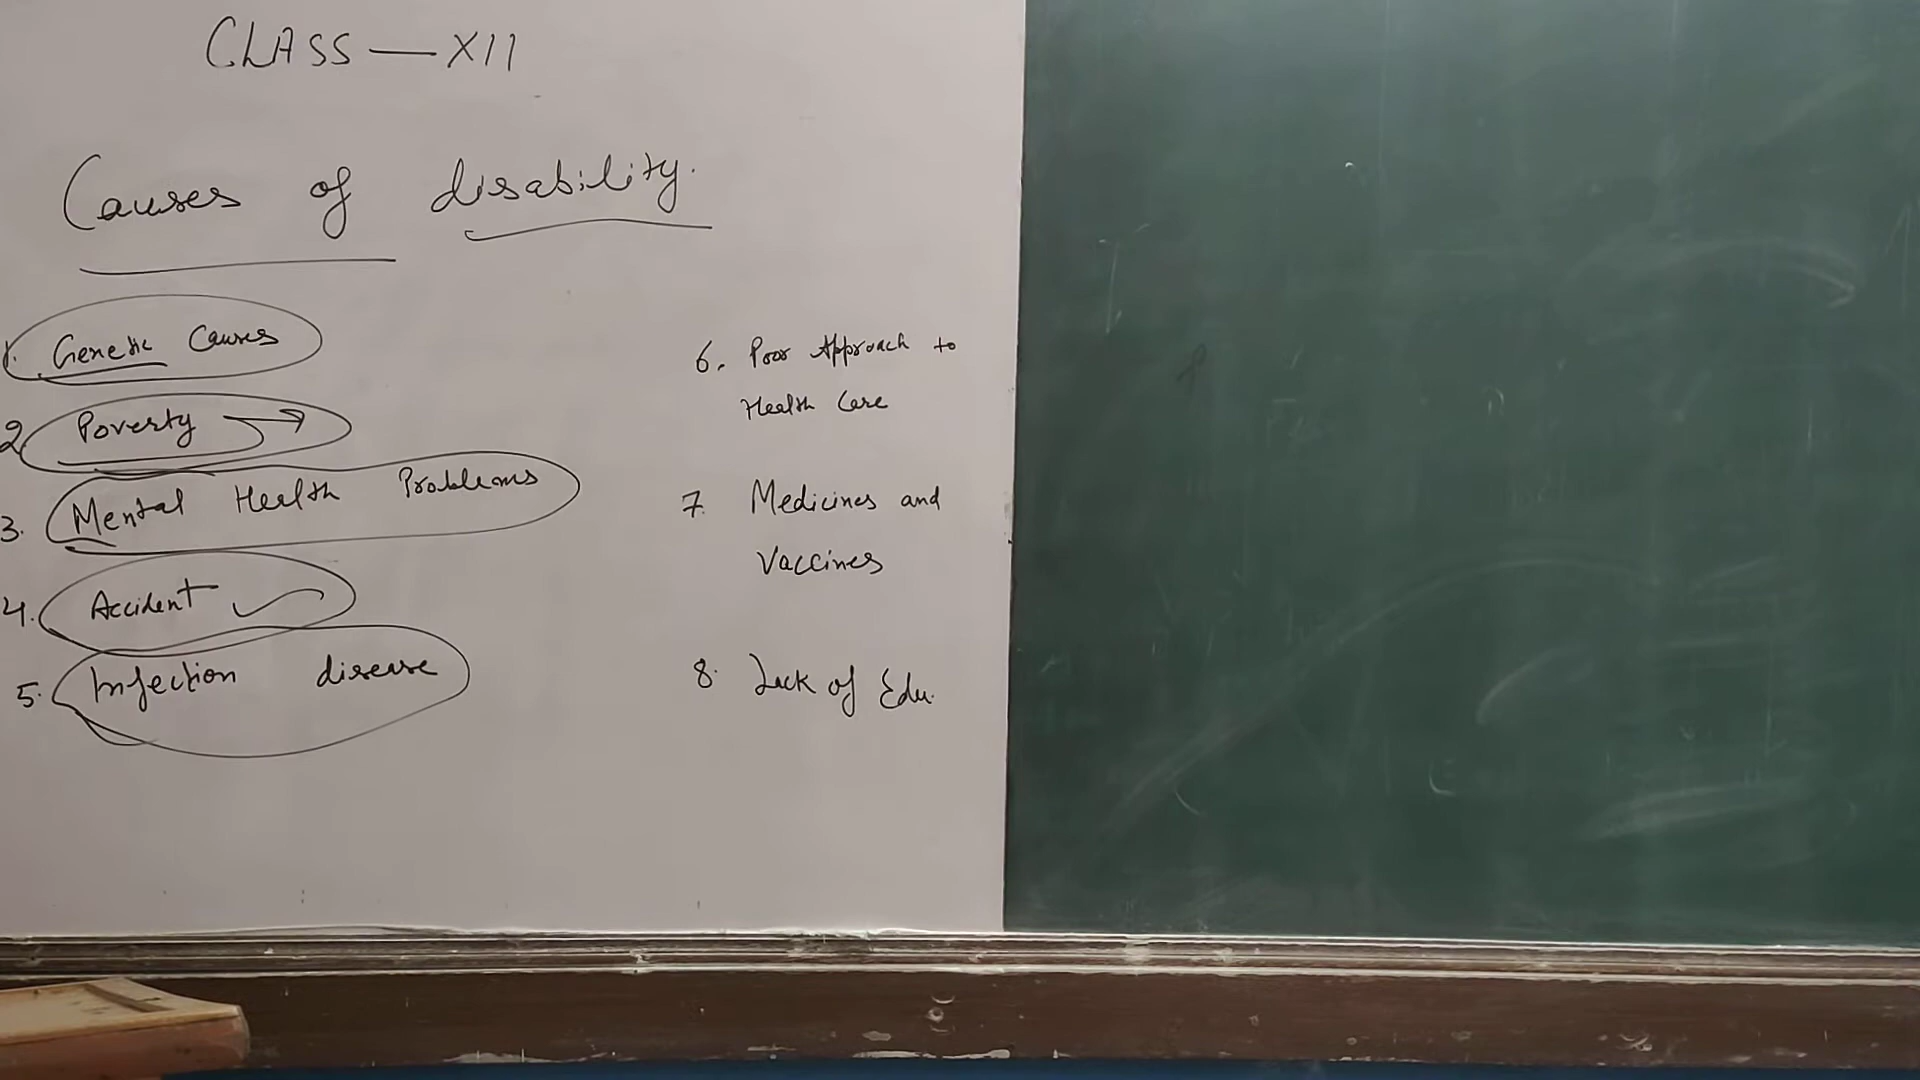 CLASS — XII
Causes of disability.
1. Genetic Causes
2. Poverty →
3. Mental Health Problems
4. Accident
5. Infection disease
6. Poor Approach to
Health Care
7. Medicines and
Vaccines
8. Lack of Edu.